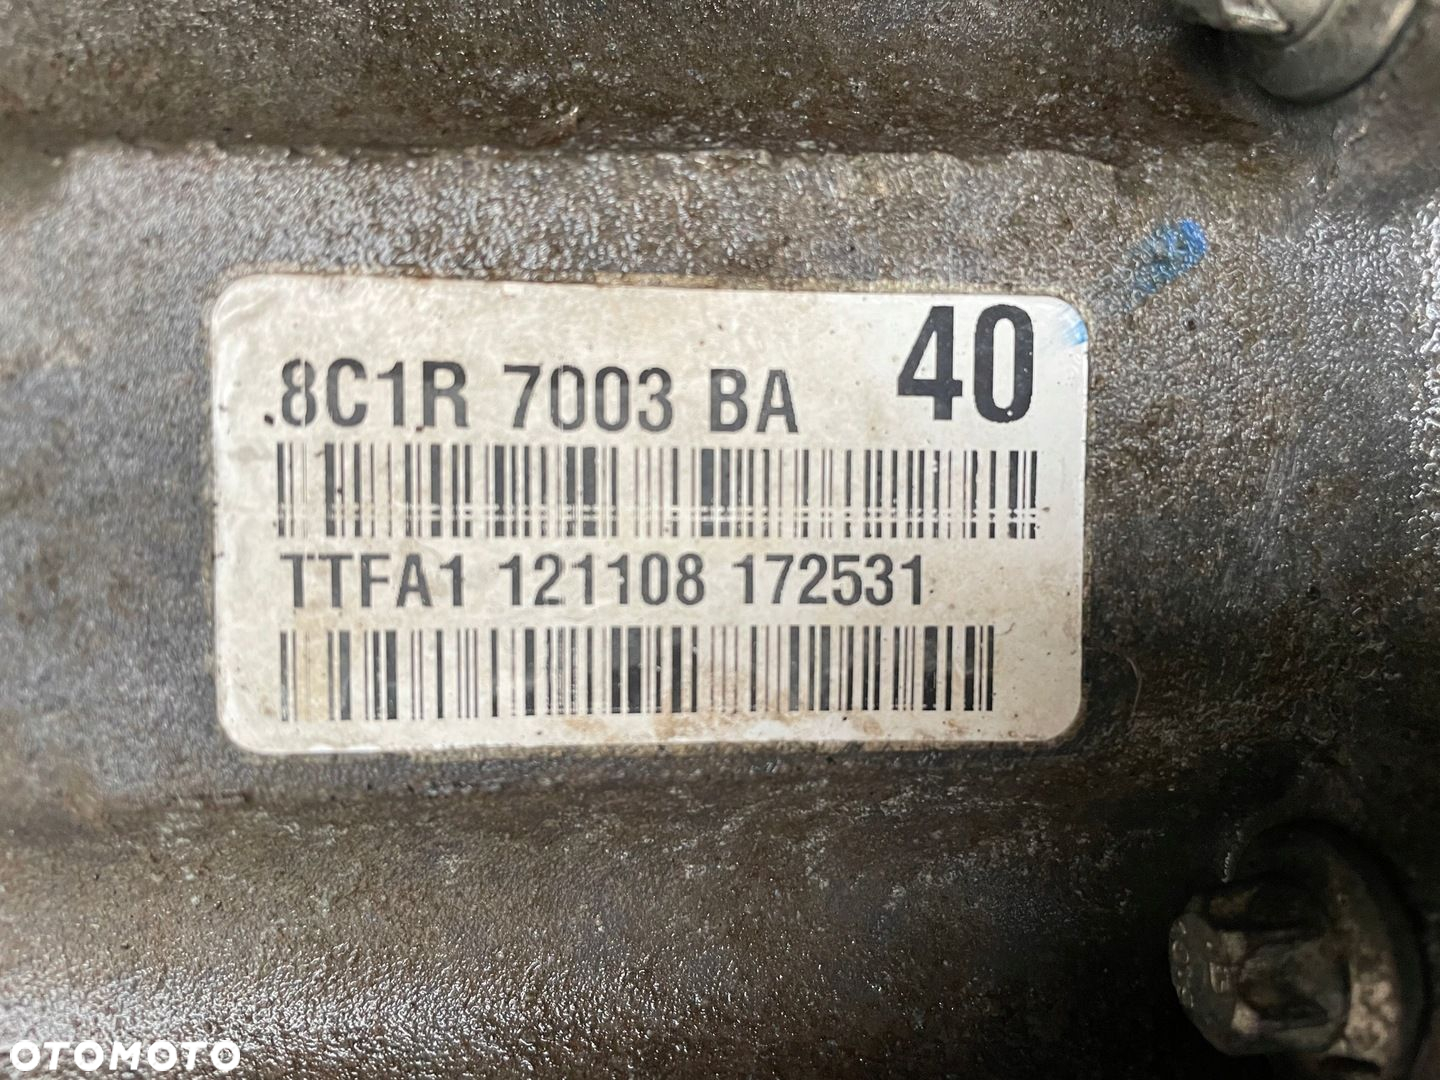 40
8C1R 7003 BA
TTFA1 121108 172531
OTOMOTO